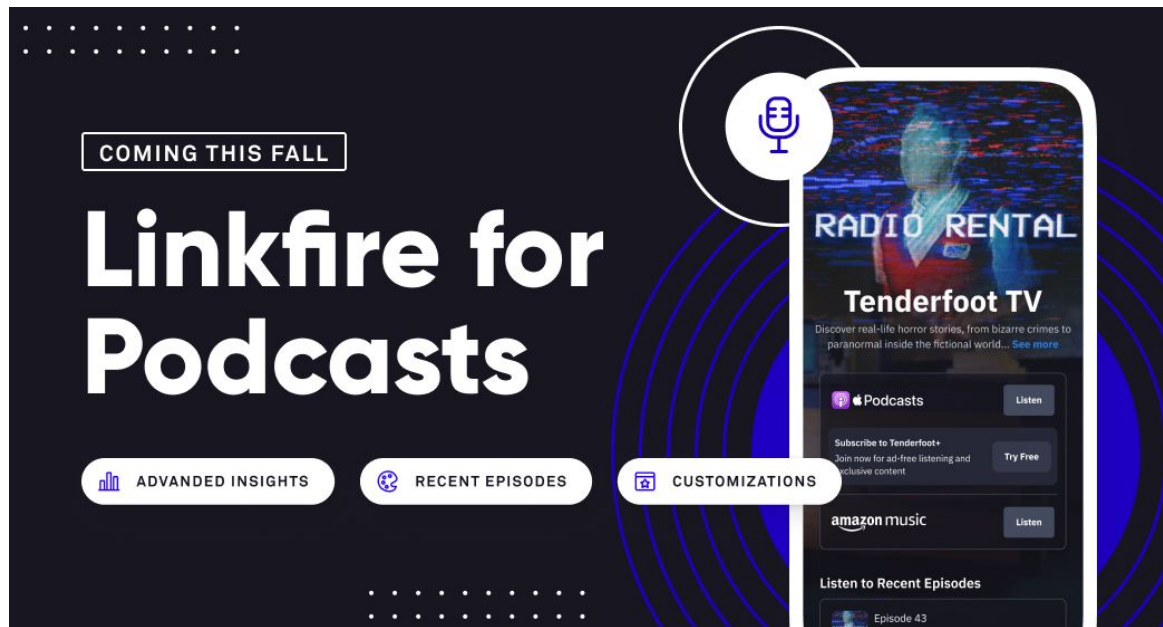 COMING THIS FALL
Linkfire for
Podcasts
ADVANDED INSIGHTS
RECENT EPISODES
CUSTOMIZATIONS
RADIO RENTAL
Tenderfoot TV
Discover real-life horror stories, from bizarre crimes to
paranormal inside the fictional world... See more
Podcasts
Listen
Subscribe to Tenderfoot+
Join now for ad-free listening and
exclusive content
Try Free
amazon music
Listen
Listen to Recent Episodes
Episode 43